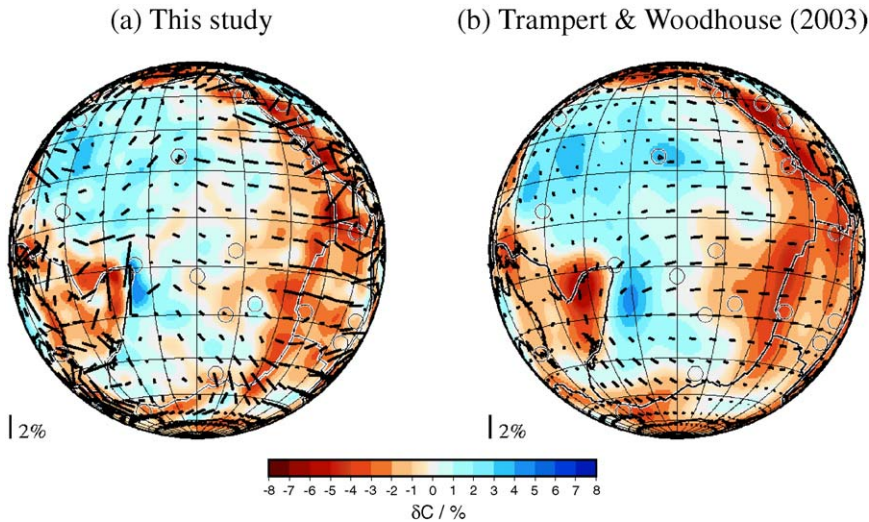 (a) This study
(b) Trampert & Woodhouse (2003)
2%
2%
-8 -7 -6 -5 -4 -3 -2 -1 0 1 2 3 4 5 6 7 8
δC / %